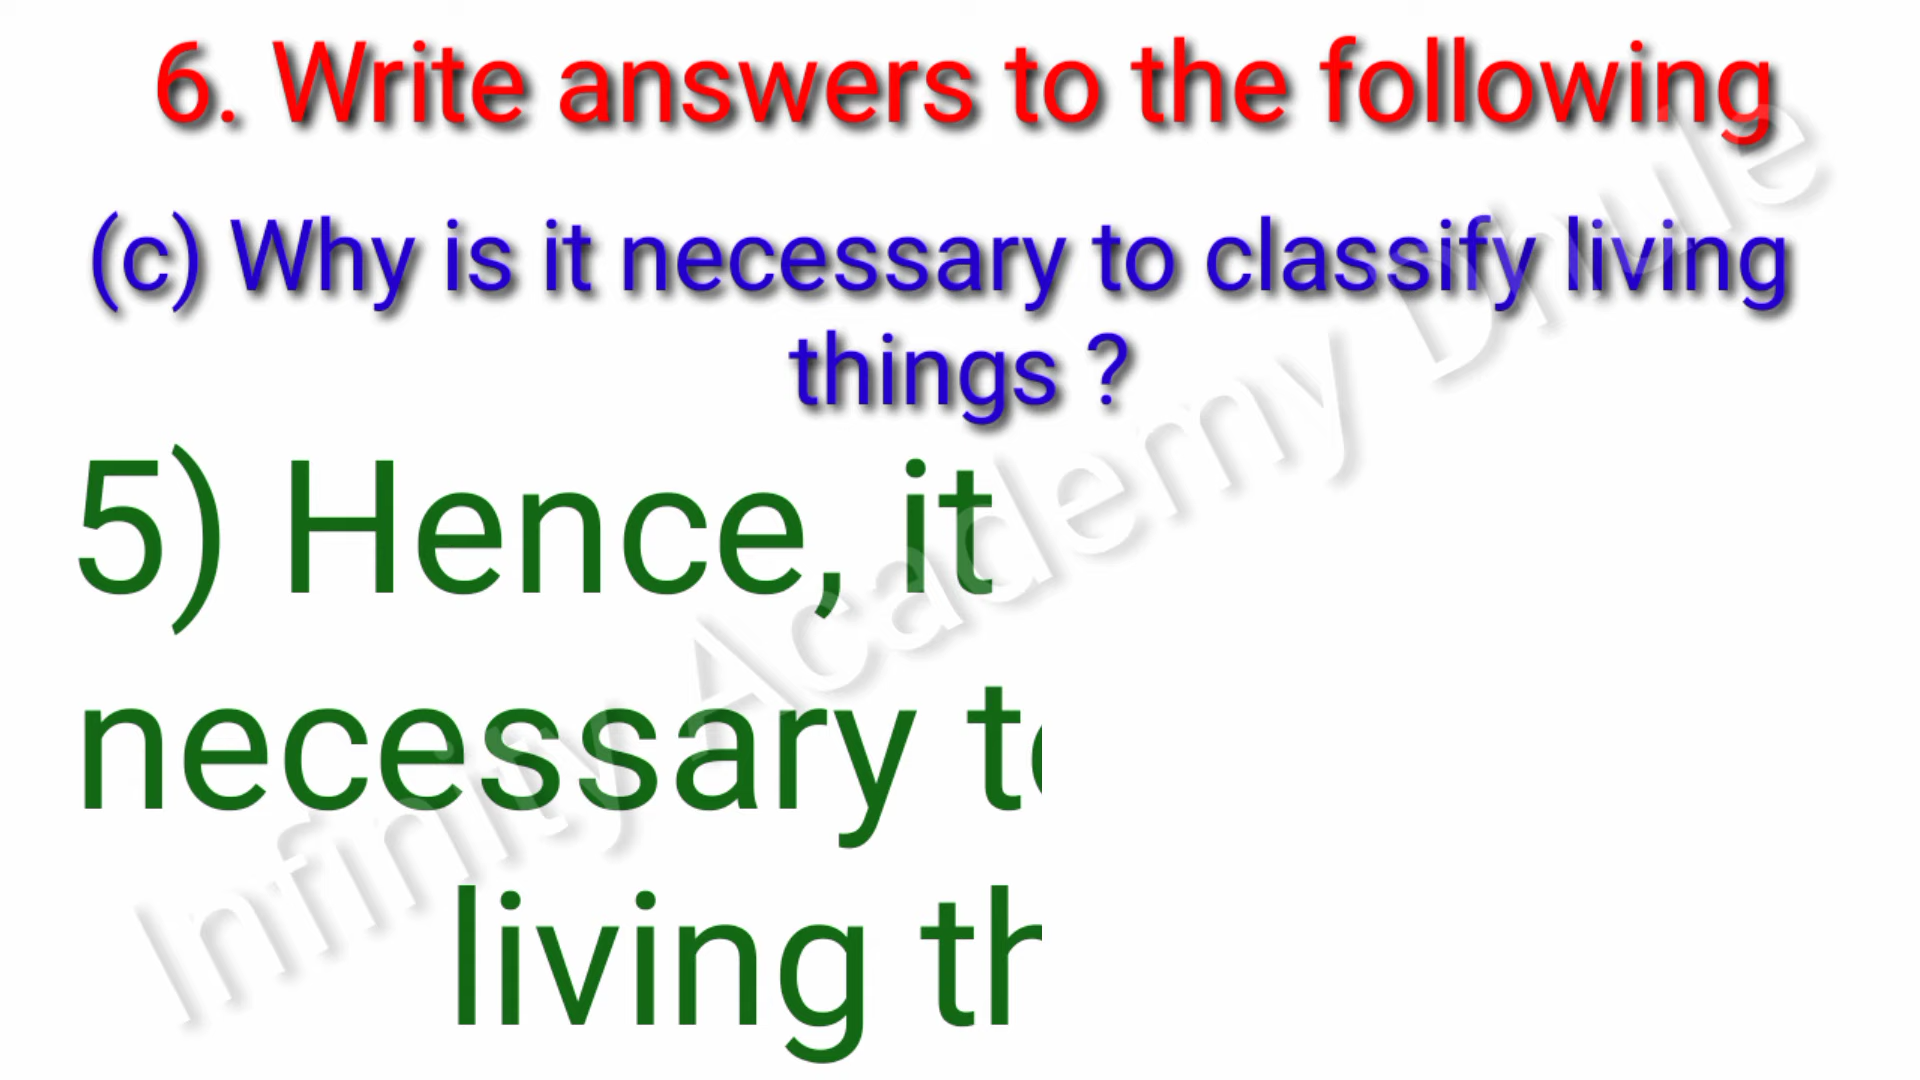 6. Write answers to the following
(c) Why is it necessary to classify living
things ?
5) Hence, it
necessary
living
Infinity Academy Dhule